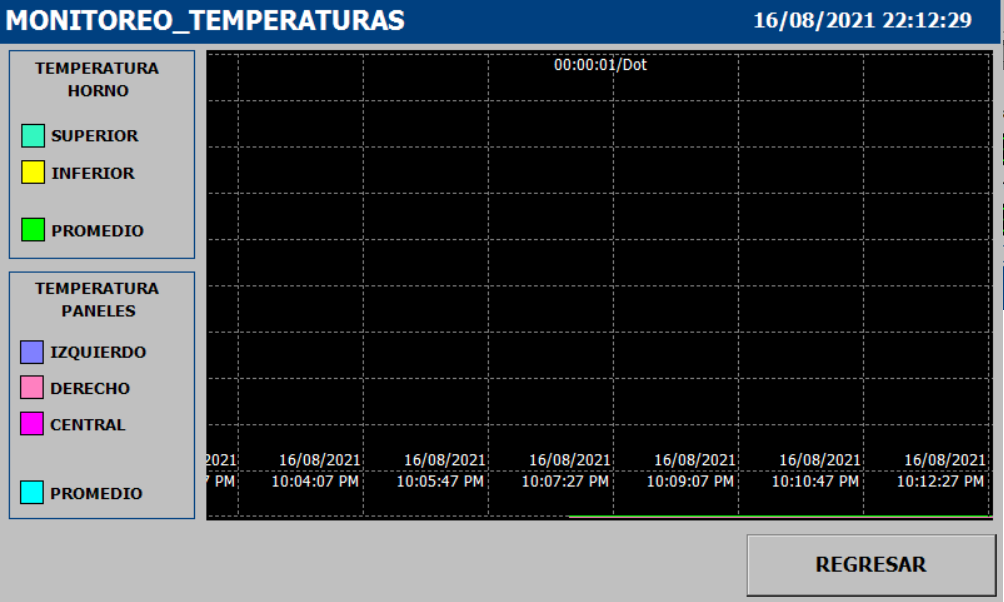 MONITOREO_TEMPERATURAS
16/08/2021 22:12:29
TEMPERATURA
HORNO
SUPERIOR
INFERIOR
PROMEDIO
TEMPERATURA
PANELES
IZQUIERDO
DERECHO
CENTRAL
PROMEDIO
00:00:01/Dot
2021 16/08/2021 16/08/2021 16/08/2021 16/08/2021 16/08/2021 16/08/2021
PM 10:04:07 PM 10:05:47 PM 10:07:27 PM 10:09:07 PM 10:10:47 PM 10:12:27 PM
REGRESAR